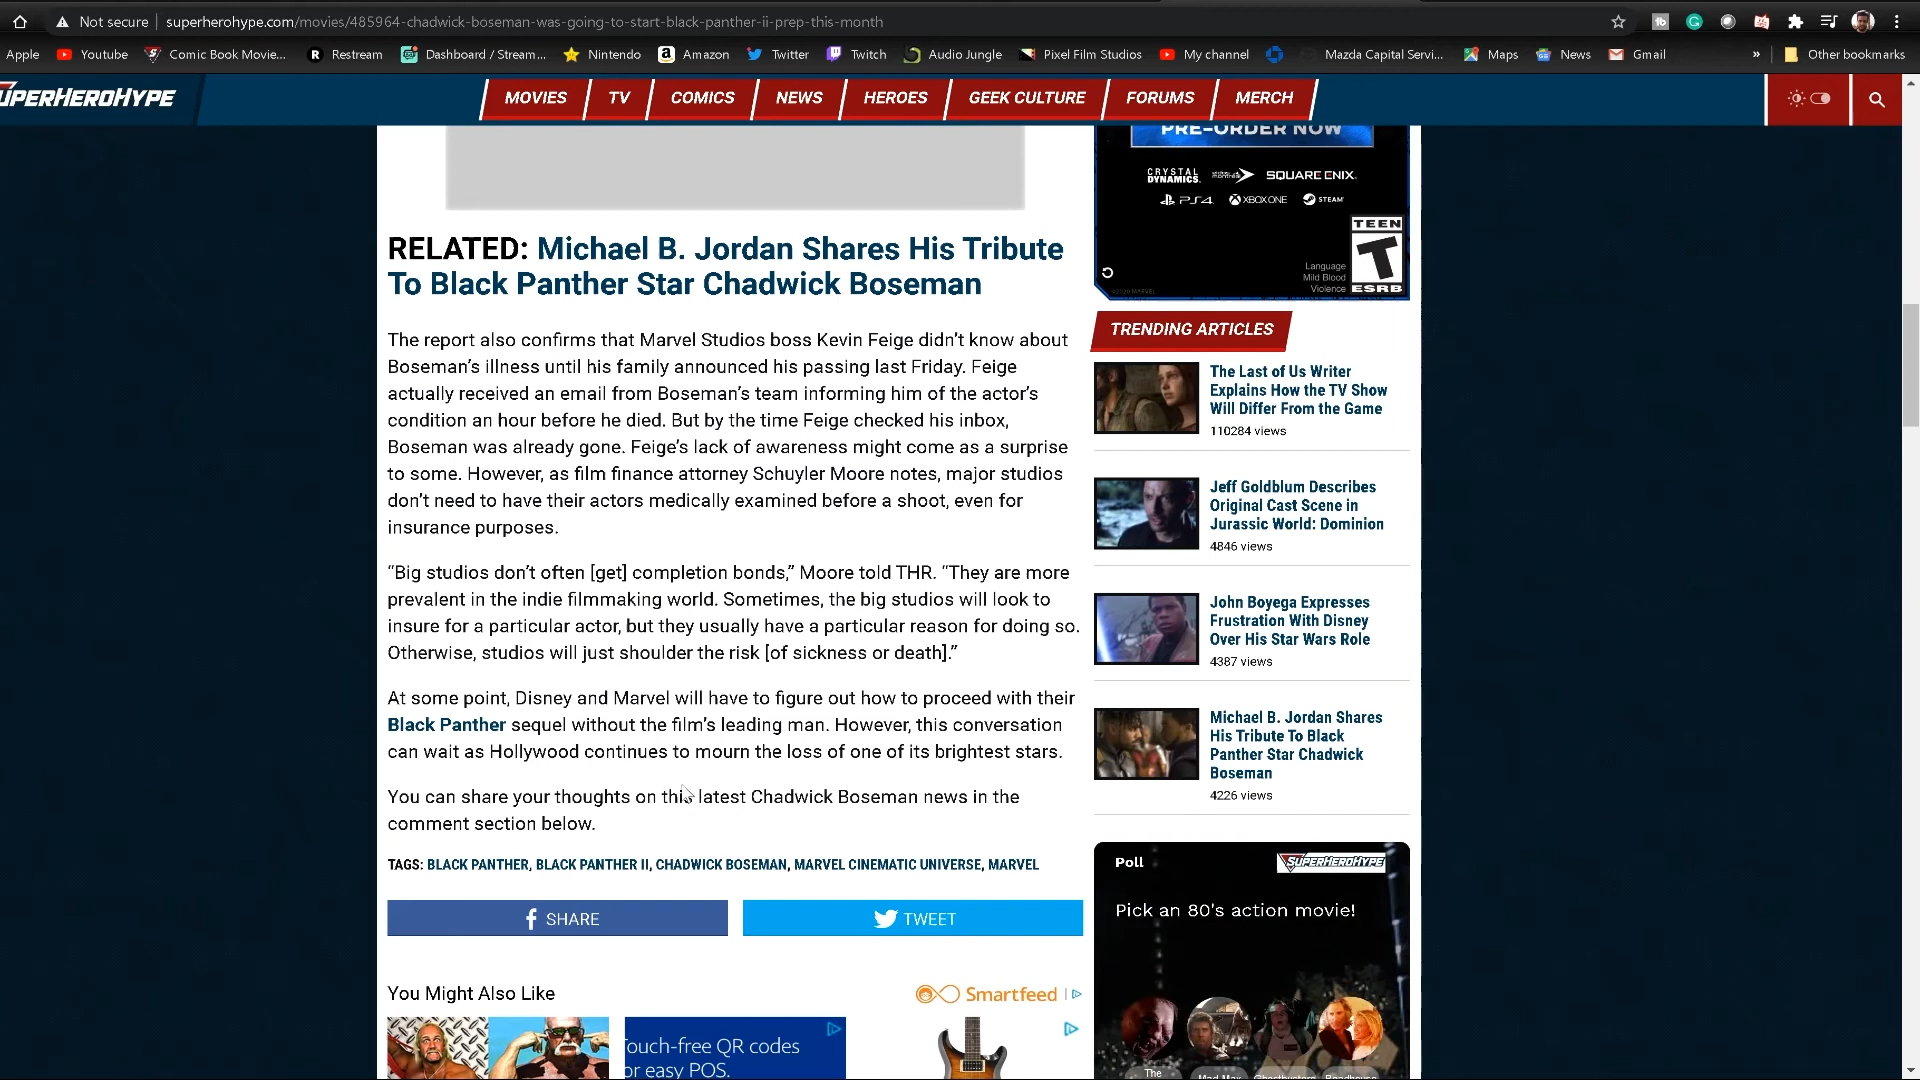 Not secure | superherohype.com/movies/485964-chadwick-boseman-was-going-to-start-black-panther-ii-prep-this-month
Apple Youtube Comic Book Movie... Restream Dashboard / Stream... Nintendo Amazon Twitter Twitch Audio Jungle Pixel Film Studios My channel Mazda Capital Servi... Maps News Gmail » Other bookmarks
SUPERHEROHYPE MOVIES TV COMICS NEWS HEROES GEEK CULTURE FORUMS MERCH
RELATED: Michael B. Jordan Shares His Tribute
To Black Panther Star Chadwick Boseman
The report also confirms that Marvel Studios boss Kevin Feige didn’t know about
Boseman’s illness until his family announced his passing last Friday. Feige
actually received an email from Boseman’s team informing him of the actor’s
condition an hour before he died. But by the time Feige checked his inbox,
Boseman was already gone. Feige’s lack of awareness might come as a surprise
to some. However, as film finance attorney Schuyler Moore notes, major studios
don’t need to have their actors medically examined before a shoot, even for
insurance purposes.
“Big studios don’t often [get] completion bonds,” Moore told THR. “They are more
prevalent in the indie filmmaking world. Sometimes, the big studios will look to
insure for a particular actor, but they usually have a particular reason for doing so.
Otherwise, studios will just shoulder the risk [of sickness or death].”
At some point, Disney and Marvel will have to figure out how to proceed with their
Black Panther sequel without the film’s leading man. However, this conversation
can wait as Hollywood continues to mourn the loss of one of its brightest stars.
You can share your thoughts on this latest Chadwick Boseman news in the
comment section below.
TAGS: BLACK PANTHER, BLACK PANTHER II, CHADWICK BOSEMAN, MARVEL CINEMATIC UNIVERSE, MARVEL
SHARE TWEET
You Might Also Like Smartfeed
Touch-free QR codes
or easy POS.
PRE-ORDER NOW
CRYSTAL DYNAMICS SQUARE ENIX
PS4 XBOX ONE STEAM
TEEN
T
Language
Mild Blood
Violence
ESRB
©2020 MARVEL
TRENDING ARTICLES
The Last of Us Writer
Explains How the TV Show
Will Differ From the Game
110284 views
Jeff Goldblum Describes
Original Cast Scene in
Jurassic World: Dominion
4846 views
John Boyega Expresses
Frustration With Disney
Over His Star Wars Role
4387 views
Michael B. Jordan Shares
His Tribute To Black
Panther Star Chadwick
Boseman
4226 views
Poll SUPERHEROHYPE
Pick an 80's action movie!
The Mad Max Ghostbusters Roadhouse